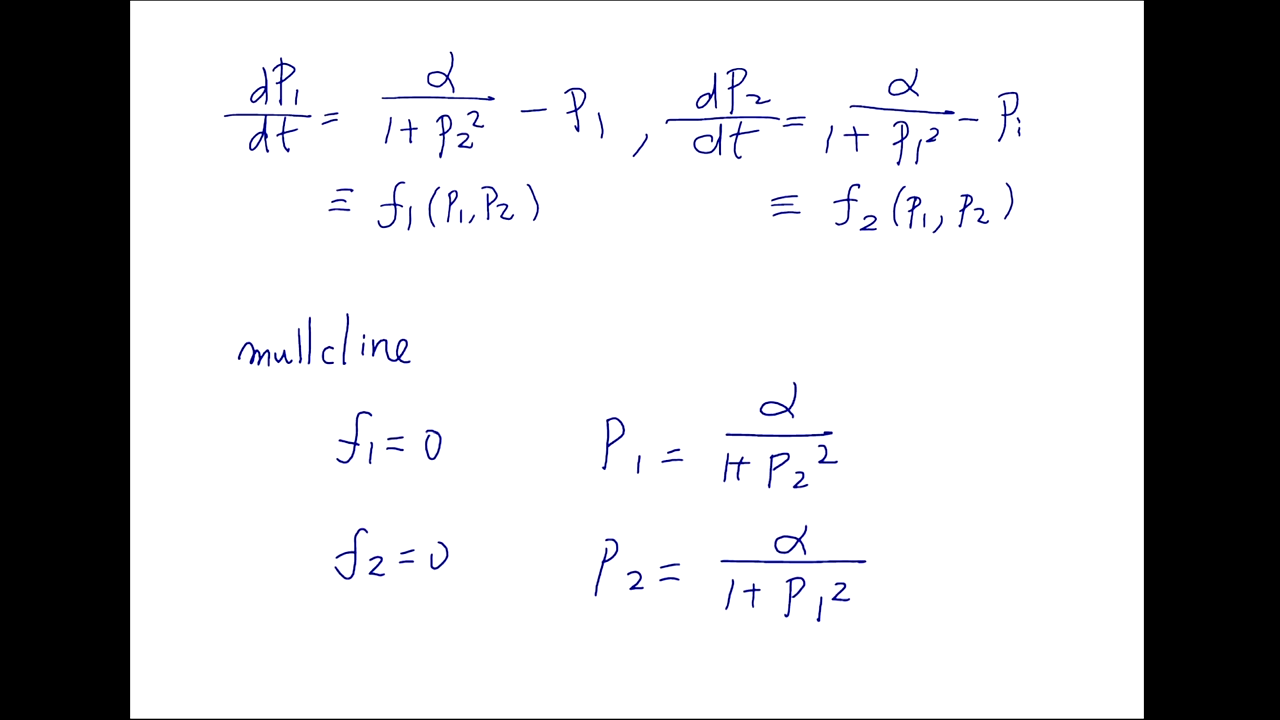 dP₁/dt = α/(1 + P₂²) − P₁ , dP₂/dt = α/(1 + P₁²) − Pᵢ
≡ f₁(P₁, P₂) ≡ f₂(P₁, P₂)
nullcline
f₁ = 0 P₁ = α/(1 + P₂²)
f₂ = 0 P₂ = α/(1 + P₁²)